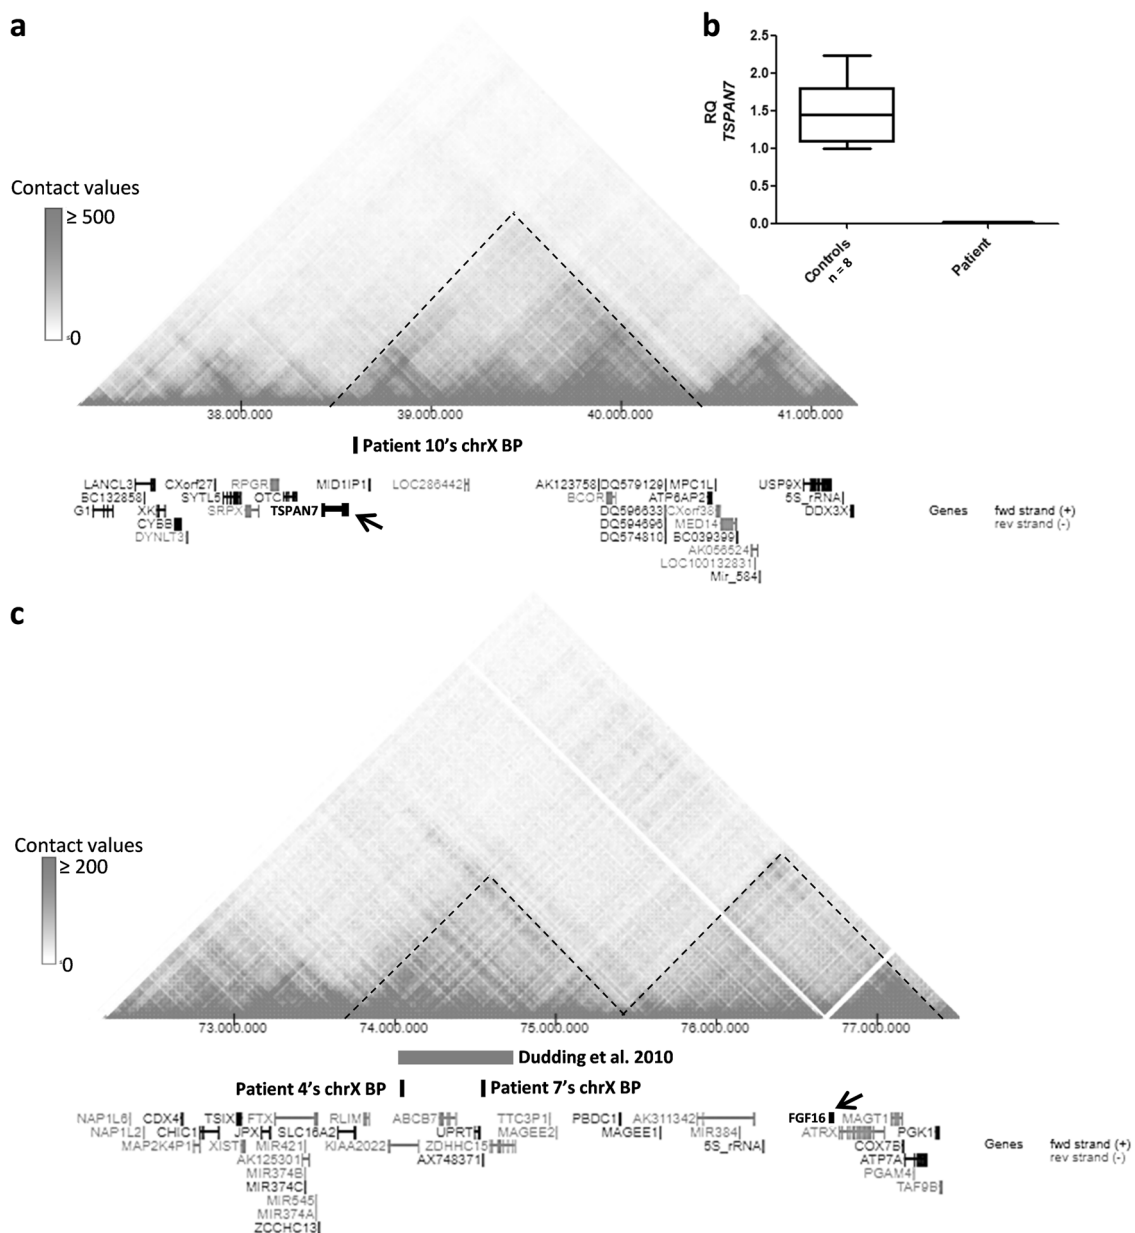 a
Contact values
≥ 500
0
38.000.000 39.000.000 40.000.000 41.000.000
Patient 10's chrX BP
LANCL3 CXorf27 RPGR MID1IP1 LOC286442 AK123758 DQ579129 MPC1L USP9X
BC132858 SYTL5 OTC BCOR ATP6AP2 5S_rRNA
G1 XK SRPX TSPAN7 DQ596633 CXorf38 DDX3X Genes fwd strand (+)
CYBB DQ594696 MED14 rev strand (-)
DYNLT3 DQ574810 BC039399
AK056524
LOC100132831
Mir_584
b
RQ
TSPAN7
2.5
2.0
1.5
1.0
0.5
0.0
Controls
n = 8
Patient
c
Contact values
≥ 200
0
73.000.000 74.000.000 75.000.000 76.000.000 77.000.000
Dudding et al. 2010
Patient 4's chrX BP Patient 7's chrX BP
NAP1L6 CDX4 TSIX FTX RLIM ABCB7 TTC3P1 PBDC1 AK311342 FGF16 MAGT1
NAP1L2 CHIC1 JPX SLC16A2 UPRT MAGEE2 MAGEE1 MIR384 ATRX PGK1
MAP2K4P1 XIST MIR421 KIAA2022 ZDHHC15 5S_rRNA COX7B Genes fwd strand (+)
AK125301 AX748371 ATP7A rev strand (-)
MIR374B PGAM4
MIR374C TAF9B
MIR545
MIR374A
ZCCHC13